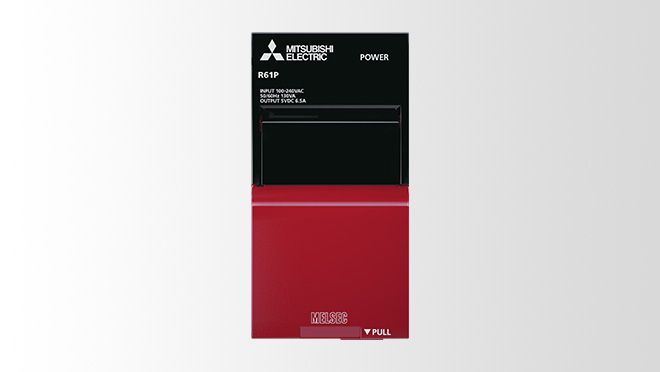 MITSUBISHI
ELECTRIC
POWER
R61P
INPUT 100-240VAC
50/60Hz 130VA
OUTPUT 5VDC 6.5A
MELSEC
▼PULL